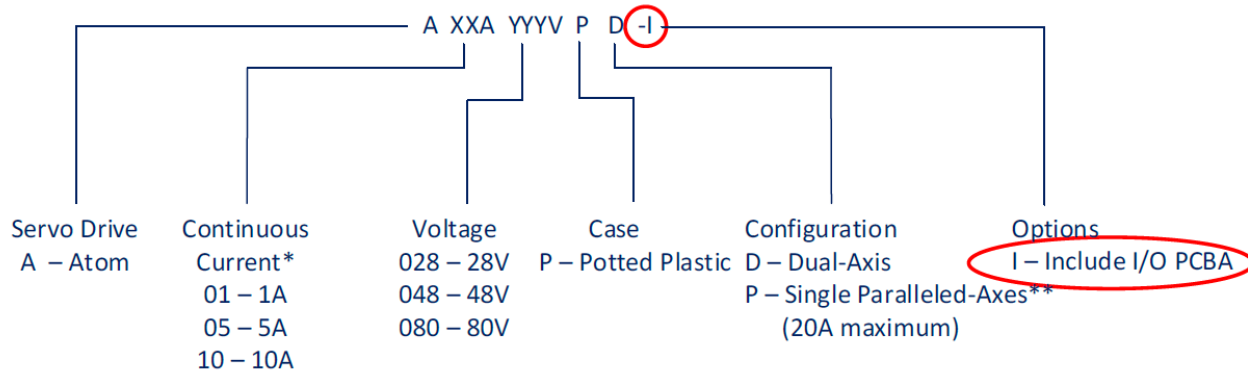 A XXA YYYV P D -I
Servo Drive
A – Atom
Continuous
Current*
01 – 1A
05 – 5A
10 – 10A
Voltage
028 – 28V
048 – 48V
080 – 80V
Case
P – Potted Plastic
Configuration
D – Dual-Axis
P – Single Paralleled-Axes**
(20A maximum)
Options
I – Include I/O PCBA